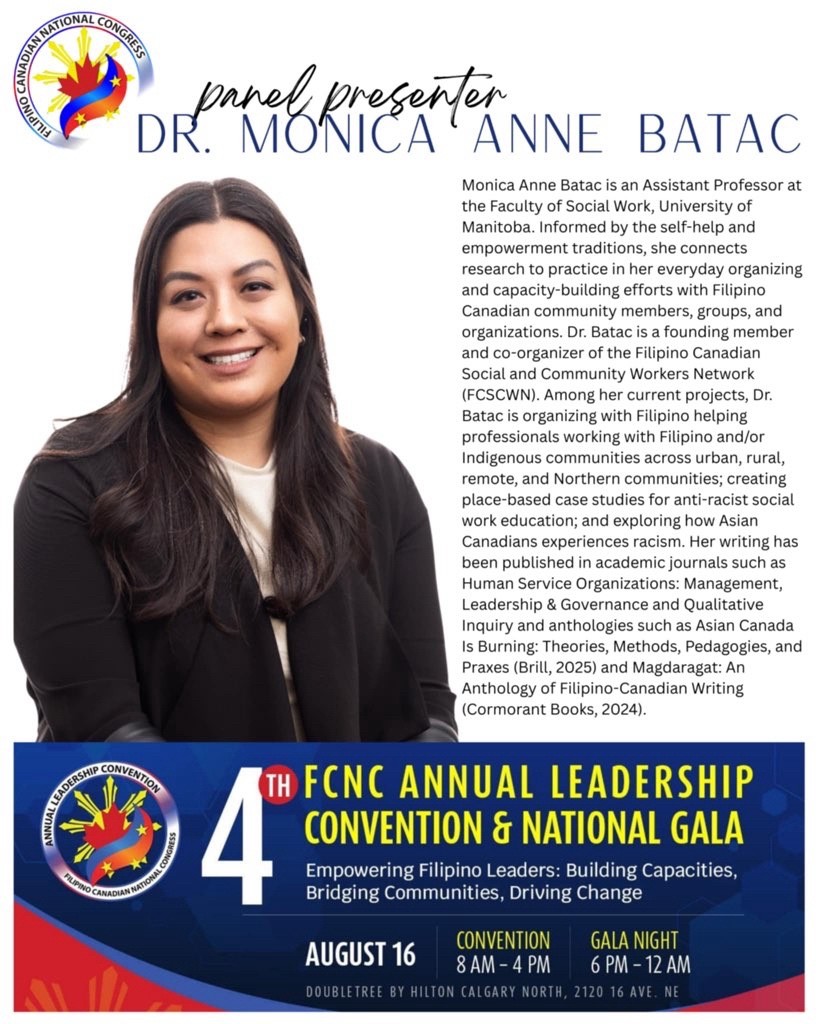 FILIPINO CANADIAN NATIONAL CONGRESS
panel presenter
DR. MONICA ANNE BATAC
Monica Anne Batac is an Assistant Professor at
the Faculty of Social Work, University of
Manitoba. Informed by the self-help and
empowerment traditions, she connects
research to practice in her everyday organizing
and capacity-building efforts with Filipino
Canadian community members, groups, and
organizations. Dr. Batac is a founding member
and co-organizer of the Filipino Canadian
Social and Community Workers Network
(FCSCWN). Among her current projects, Dr.
Batac is organizing with Filipino helping
professionals working with Filipino and/or
Indigenous communities across urban, rural,
remote, and Northern communities; creating
place-based case studies for anti-racist social
work education; and exploring how Asian
Canadians experiences racism. Her writing has
been published in academic journals such as
Human Service Organizations: Management,
Leadership & Governance and Qualitative
Inquiry and anthologies such as Asian Canada
Is Burning: Theories, Methods, Pedagogies, and
Praxes (Brill, 2025) and Magdaragat: An
Anthology of Filipino-Canadian Writing
(Cormorant Books, 2024).
ANNUAL LEADERSHIP CONVENTION
FILIPINO CANADIAN NATIONAL CONGRESS
4TH FCNC ANNUAL LEADERSHIP
CONVENTION & NATIONAL GALA
Empowering Filipino Leaders: Building Capacities,
Bridging Communities, Driving Change
AUGUST 16
CONVENTION
8 AM – 4 PM
GALA NIGHT
6 PM – 12 AM
DOUBLETREE BY HILTON CALGARY NORTH, 2120 16 AVE. NE